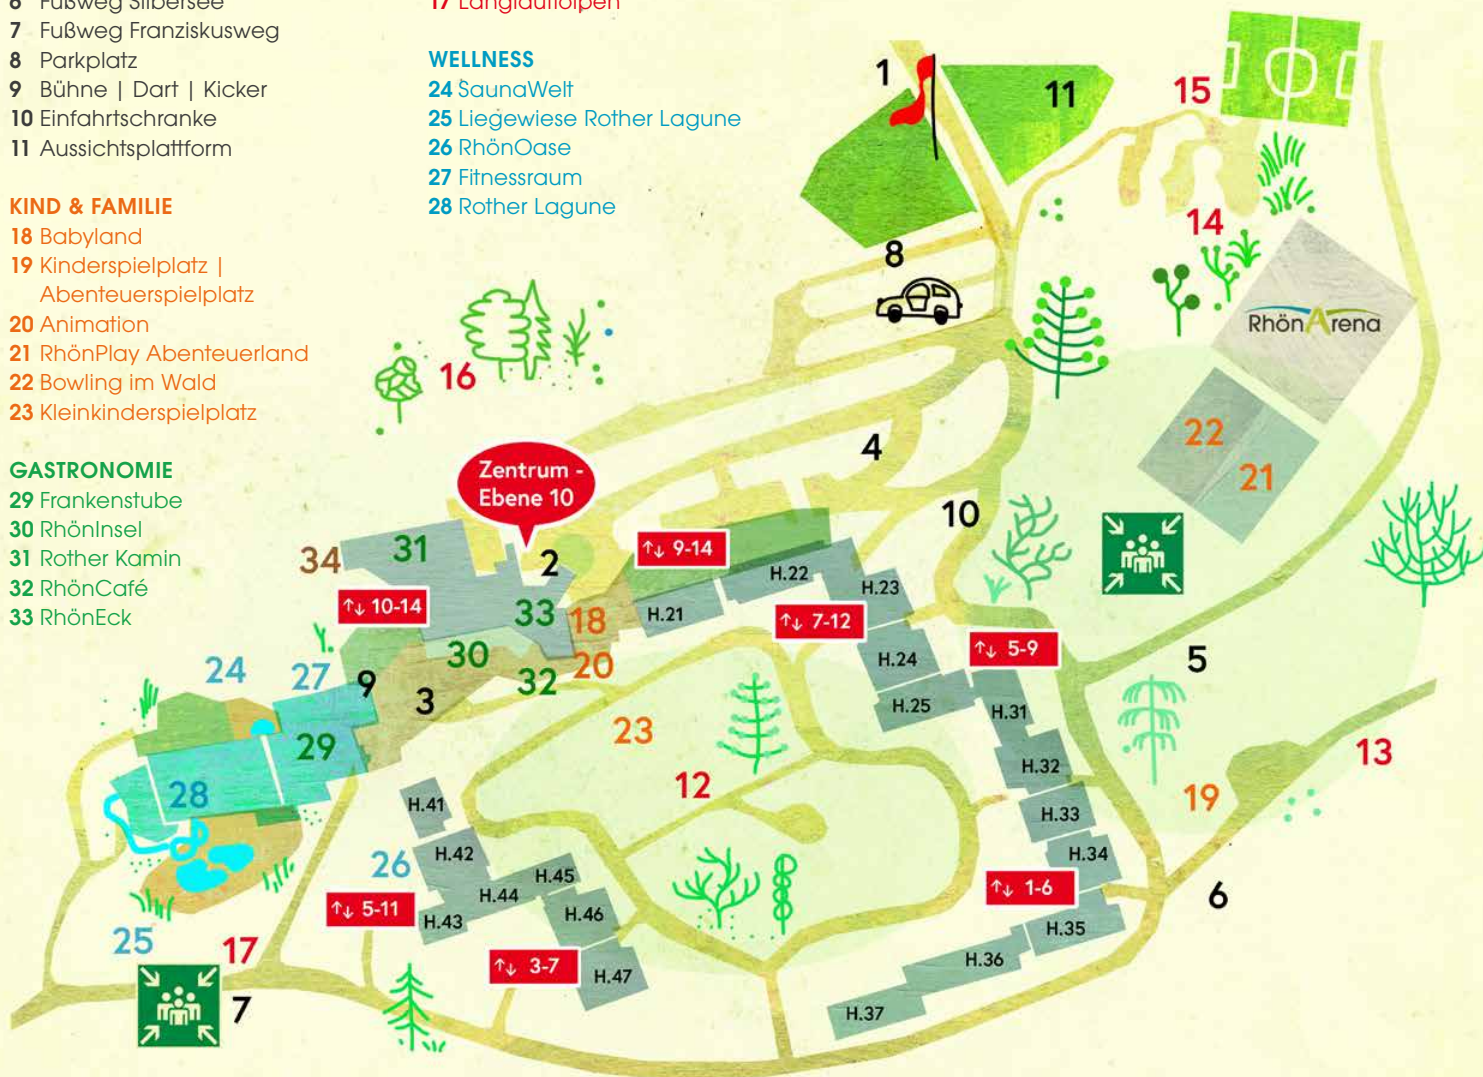 6 Fußweg Silbersee
7 Fußweg Franziskusweg
8 Parkplatz
9 Bühne | Dart | Kicker
10 Einfahrtschranke
11 Aussichtsplattform
KIND & FAMILIE
18 Babyland
19 Kinderspielplatz |
Abenteuerspielplatz
20 Animation
21 RhönPlay Abenteuerland
22 Bowling im Wald
23 Kleinkinderspielplatz
GASTRONOMIE
29 Frankenstube
30 RhönInsel
31 Rother Kamin
32 RhönCafé
33 RhönEck
17 Langlaufloipen
WELLNESS
24 SaunaWelt
25 Liegewiese Rother Lagune
26 RhönOase
27 Fitnessraum
28 Rother Lagune
1
11
15
14
8
RhönArena
16
4
22
21
Zentrum -
Ebene 10
10
34
31
2
↑↓ 9-14
H.22
H.23
↑↓ 10-14
33
18
H.21
↑↓ 7-12
30
20
32
H.24
↑↓ 5-9
5
24
27
9
3
H.25
H.31
23
29
12
H.32
13
28
19
H.41
H.33
26
H.42
H.34
H.45
H.44
↑↓ 1-6
6
↑↓ 5-11
H.43
H.46
H.35
25
17
↑↓ 3-7
H.47
H.36
7
H.37